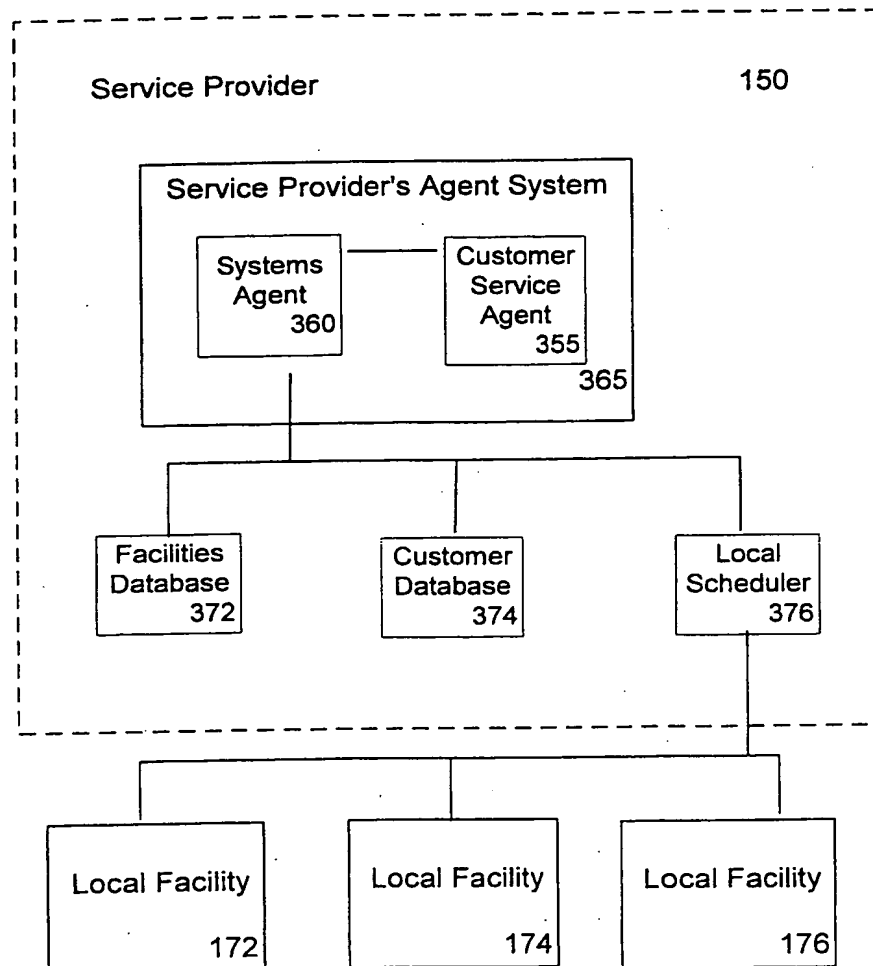 Service Provider 150
Service Provider's Agent System
Systems
Agent
360
Customer
Service
Agent
355
365
Facilities
Database
372
Customer
Database
374
Local
Scheduler
376
Local Facility
172
Local Facility
174
Local Facility
176